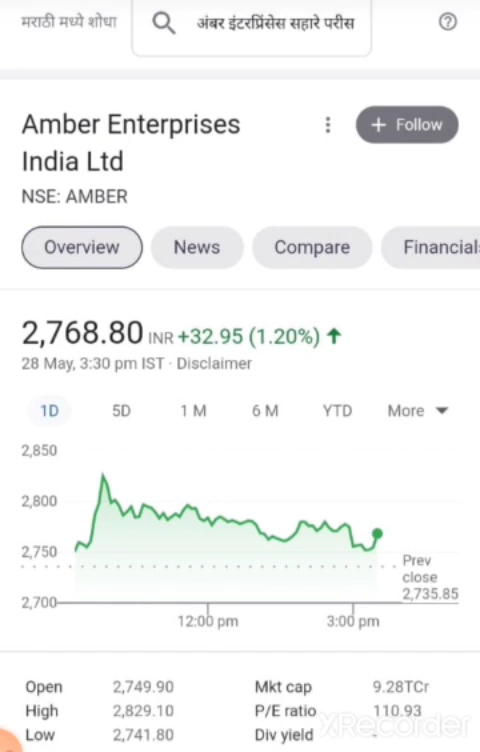 मराठी मध्ये शोधा
अंबर इंटरप्रिंसेस सहारे परीस
Amber Enterprises
India Ltd
+ Follow
NSE: AMBER
Overview
News
Compare
Financial
2,768.80 INR +32.95 (1.20%) ↑
28 May, 3:30 pm IST · Disclaimer
1D 5D 1 M 6 M YTD More
2,850
2,800
2,750
2,700
Prev
close
2,735.85
12:00 pm 3:00 pm
Open 2,749.90 Mkt cap 9.28TCr
High 2,829.10 P/E ratio 110.93
Low 2,741.80 Div yield -
XRecorder